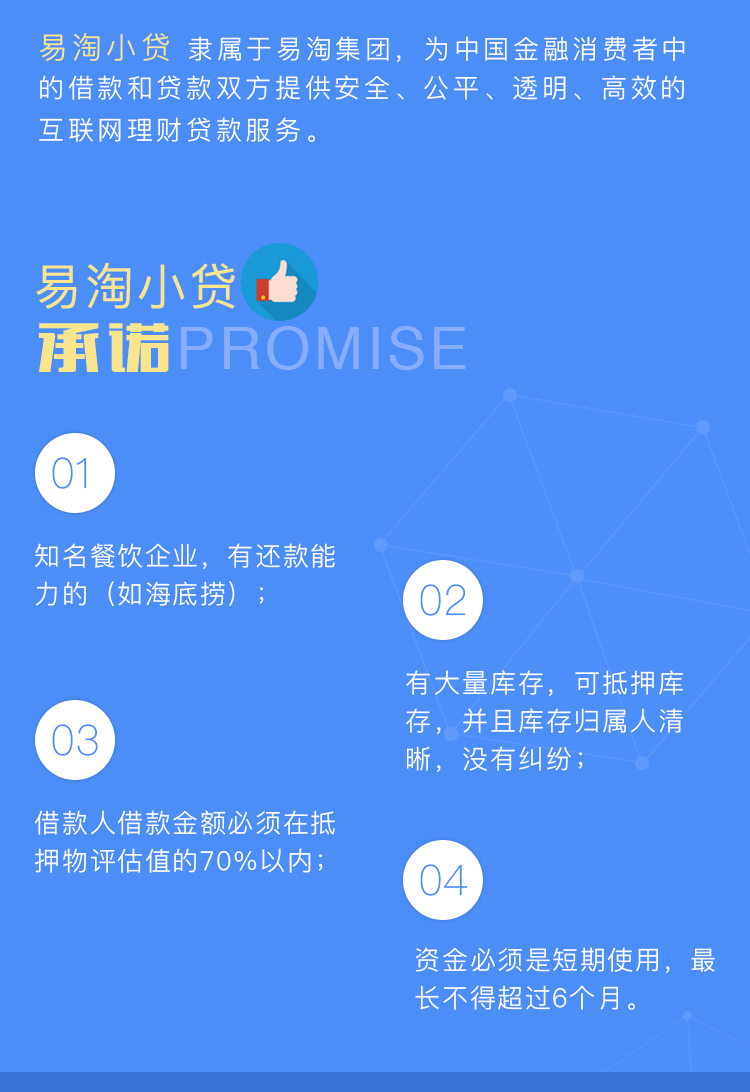 易淘小贷 隶属于易淘集团，为中国金融消费者中
的借款和贷款双方提供安全、公平、透明、高效的
互联网理财贷款服务。
易淘小贷
承诺PROMISE
01
知名餐饮企业，有还款能
力的（如海底捞）；
02
有大量库存，可抵押库
存，并且库存归属人清
晰，没有纠纷；
03
借款人借款金额必须在抵
押物评估值的70%以内；
04
资金必须是短期使用，最
长不得超过6个月。